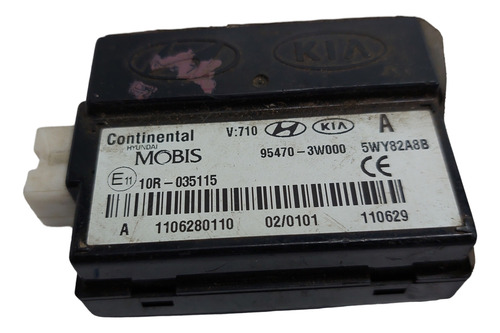 KIA
Continental V:710 KIA A
HYUNDAI MOBIS 95470-3W000 5WY82A8B
E11 10R-035115 CE
A 1106280110 02/0101 110629